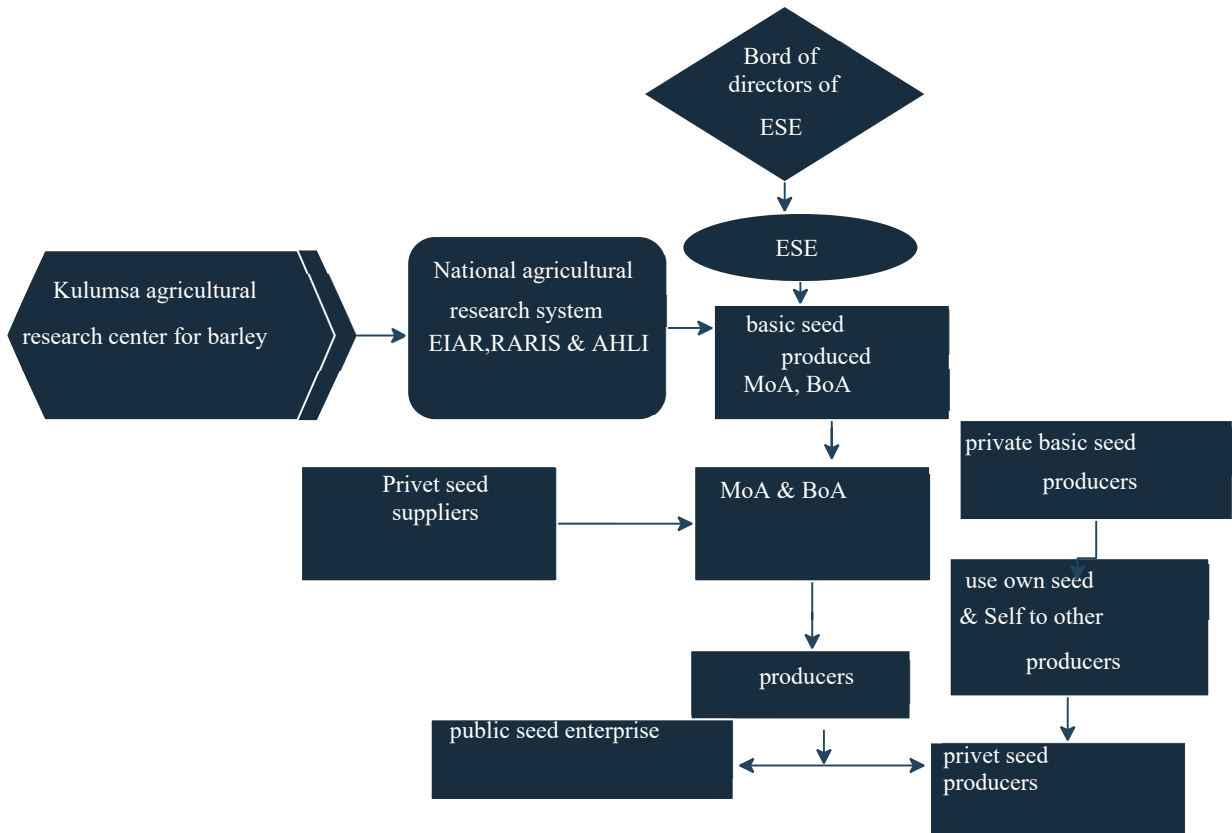 Bord of
directors of
ESE
ESE
Kulumsa agricultural
research center for barley
National agricultural
research system
EIAR,RARIS & AHLI
basic seed
produced
MoA, BoA
private basic seed
producers
Privet seed
suppliers
MoA & BoA
use own seed
& Self to other
producers
producers
public seed enterprise
privet seed
producers